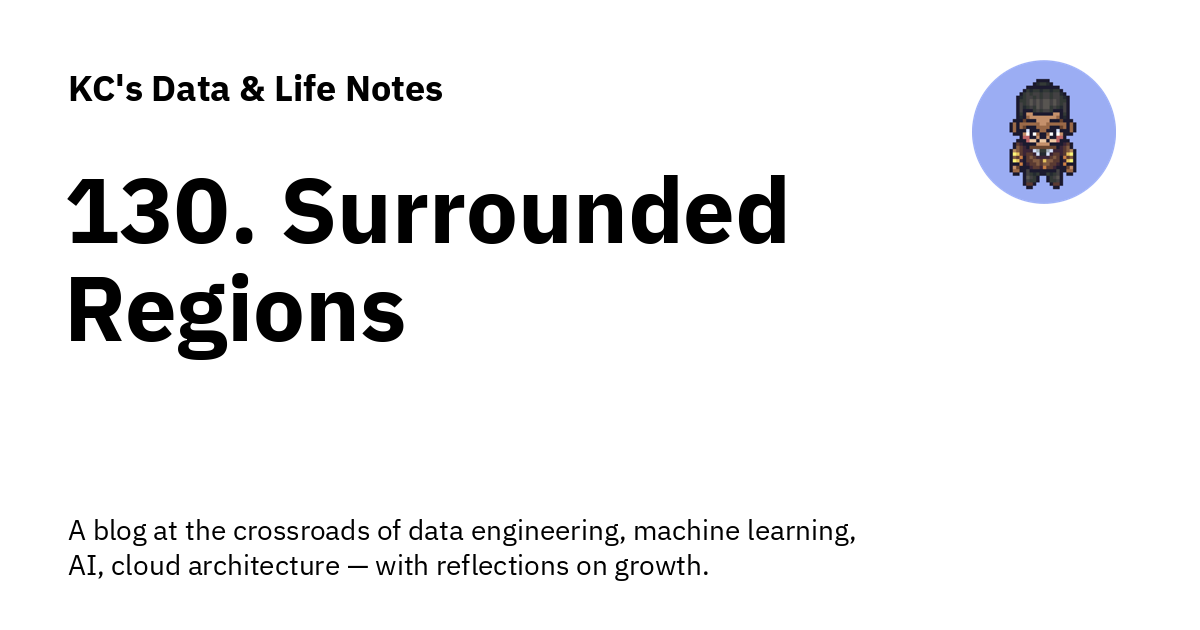 KC's Data & Life Notes
130. Surrounded
Regions
A blog at the crossroads of data engineering, machine learning,
AI, cloud architecture — with reflections on growth.